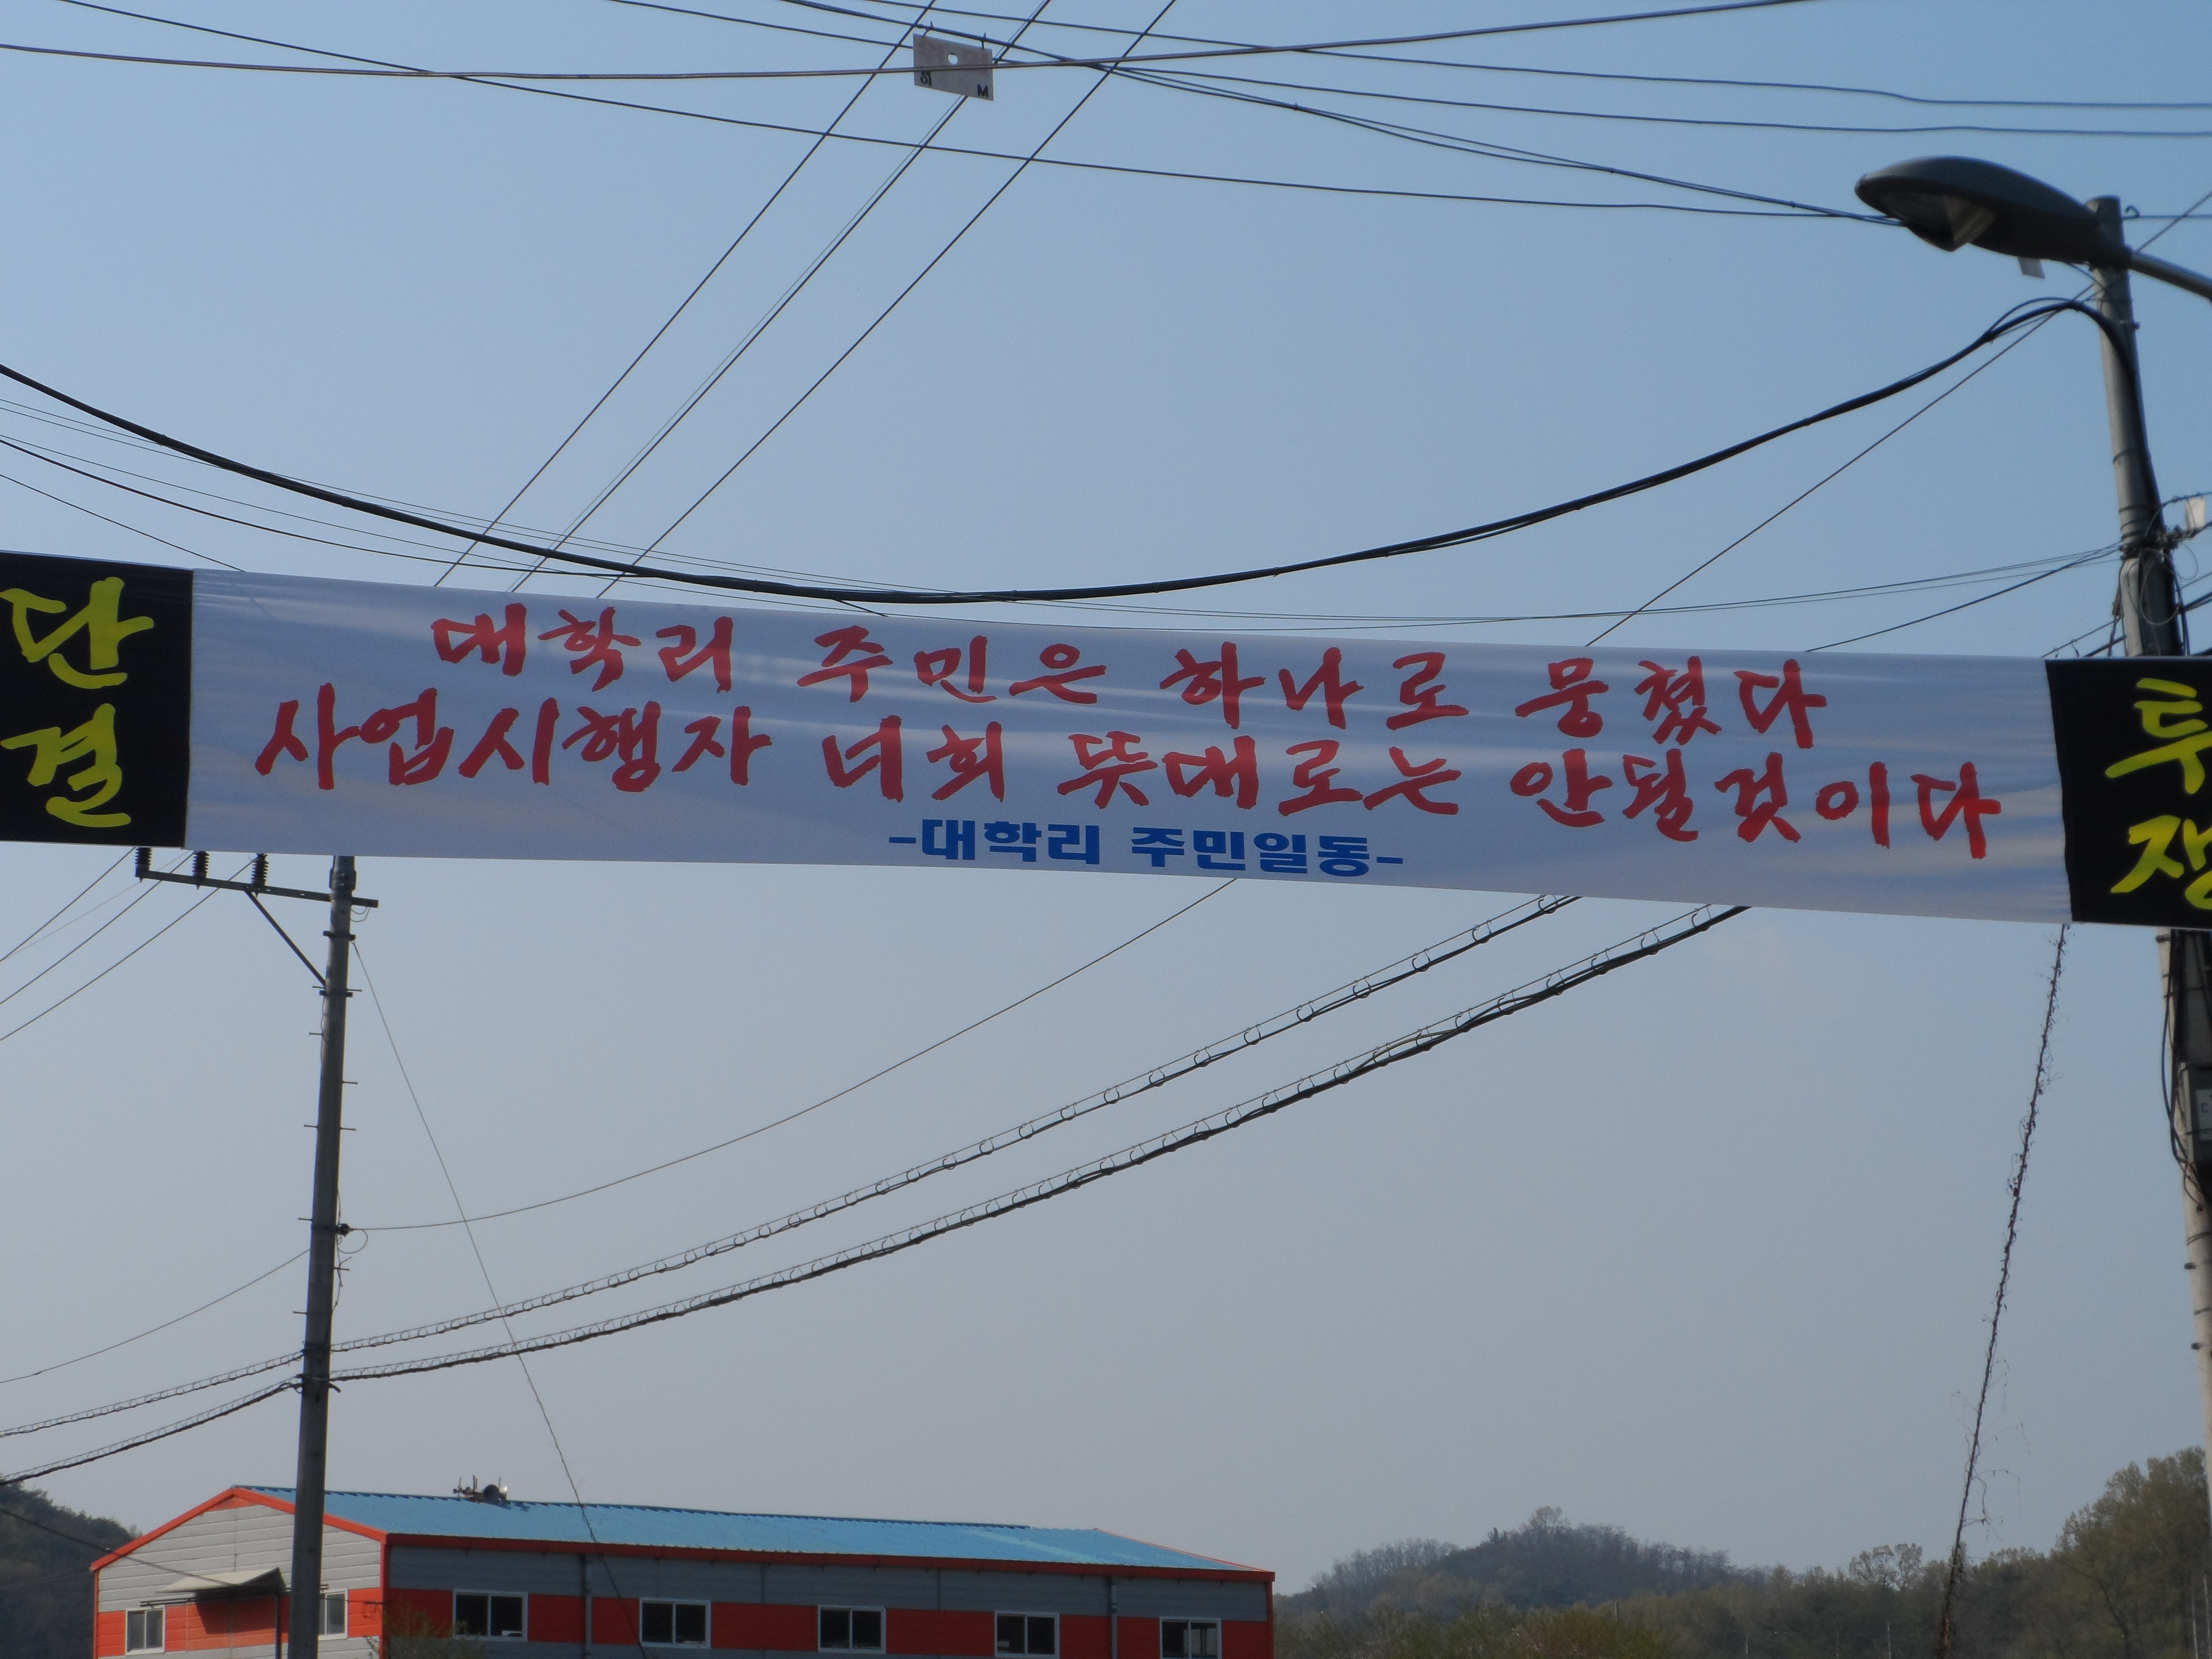 단결
대학리 주민은 하나로 뭉쳤다
사업시행자 너희 뜻대로는 안될것이다
-대학리 주민일동-
투쟁
M